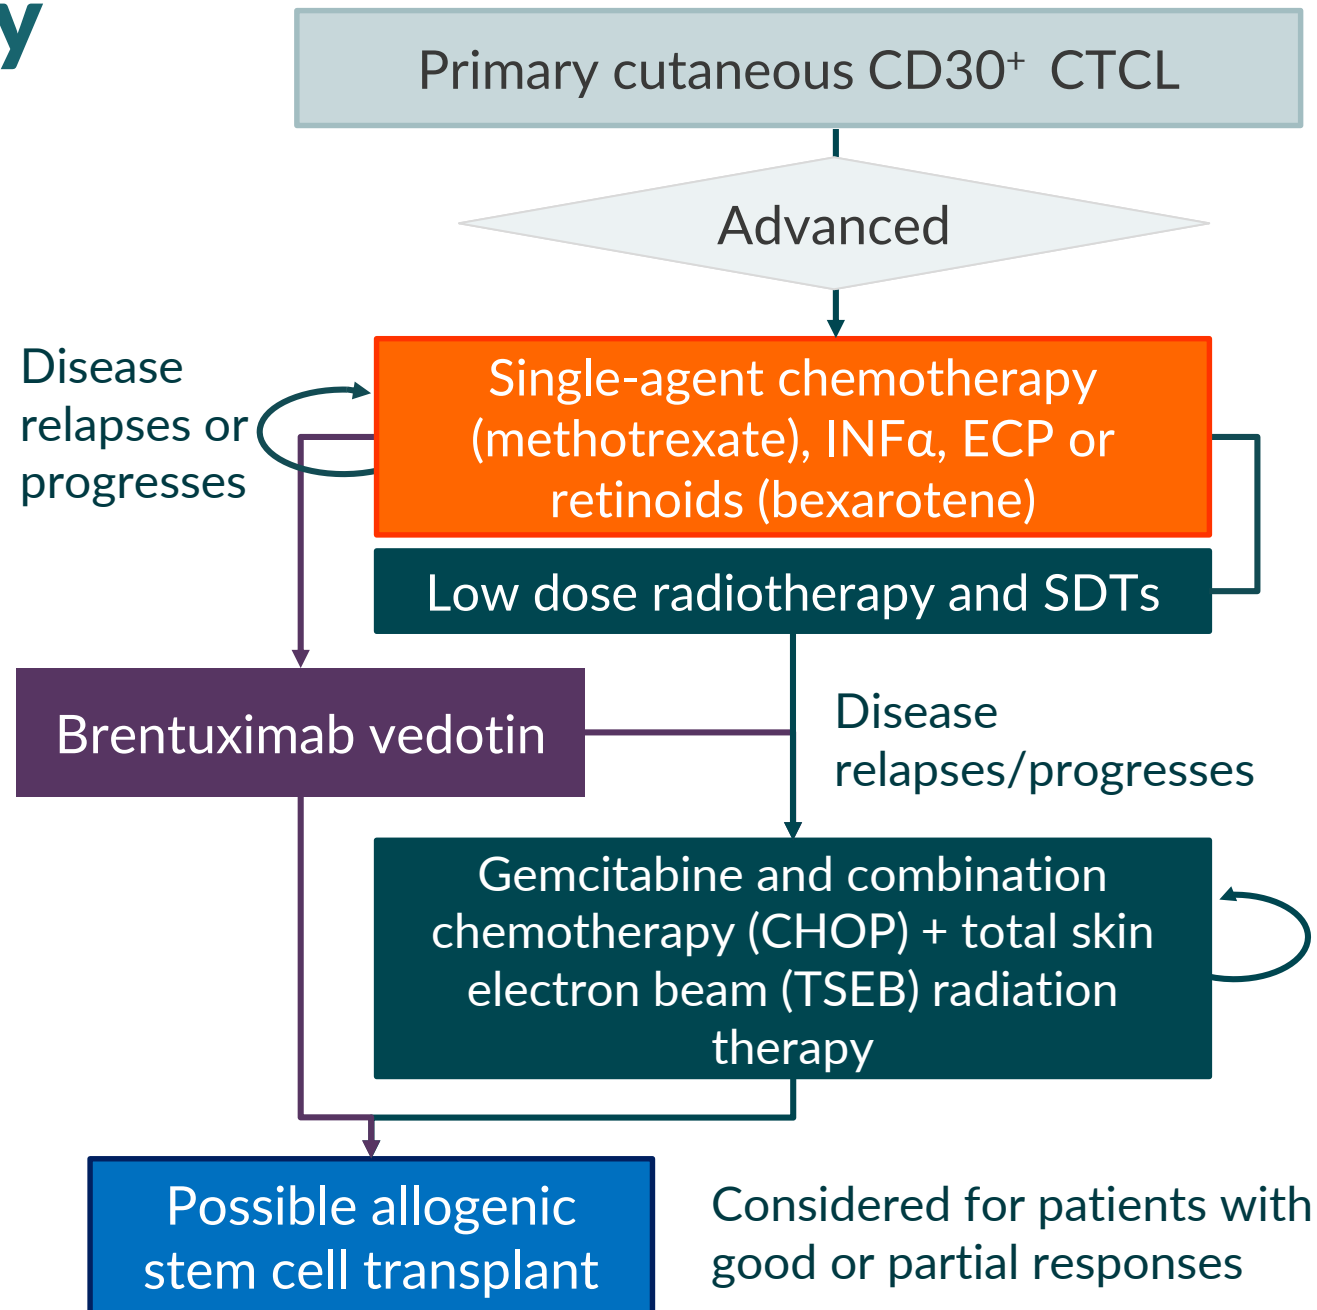 y
Primary cutaneous CD30⁺ CTCL
Advanced
Disease
relapses or
progresses
Single-agent chemotherapy
(methotrexate), INFα, ECP or
retinoids (bexarotene)
Low dose radiotherapy and SDTs
Brentuximab vedotin
Disease
relapses/progresses
Gemcitabine and combination
chemotherapy (CHOP) + total skin
electron beam (TSEB) radiation
therapy
Possible allogenic
stem cell transplant
Considered for patients with
good or partial responses